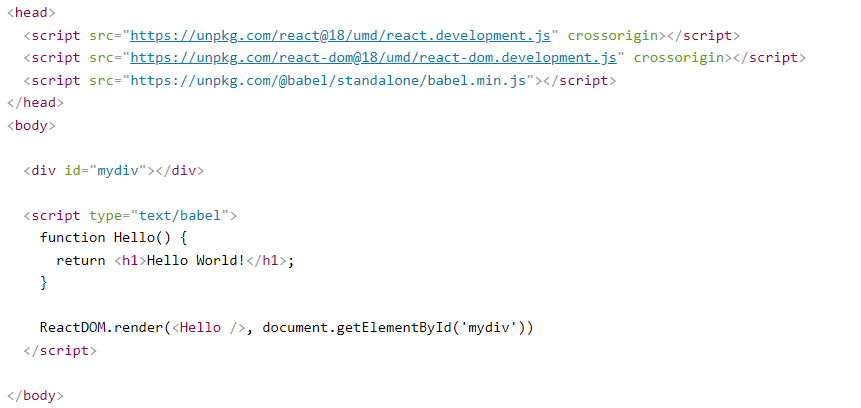 <head>
  <script src="https://unpkg.com/react@18/umd/react.development.js" crossorigin></script>
  <script src="https://unpkg.com/react-dom@18/umd/react-dom.development.js" crossorigin></script>
  <script src="https://unpkg.com/@babel/standalone/babel.min.js"></script>
</head>
<body>
  <div id="mydiv"></div>
  <script type="text/babel">
    function Hello() {
      return <h1>Hello World!</h1>;
    }
    ReactDOM.render(<Hello />, document.getElementById('mydiv'))
  </script>
</body>